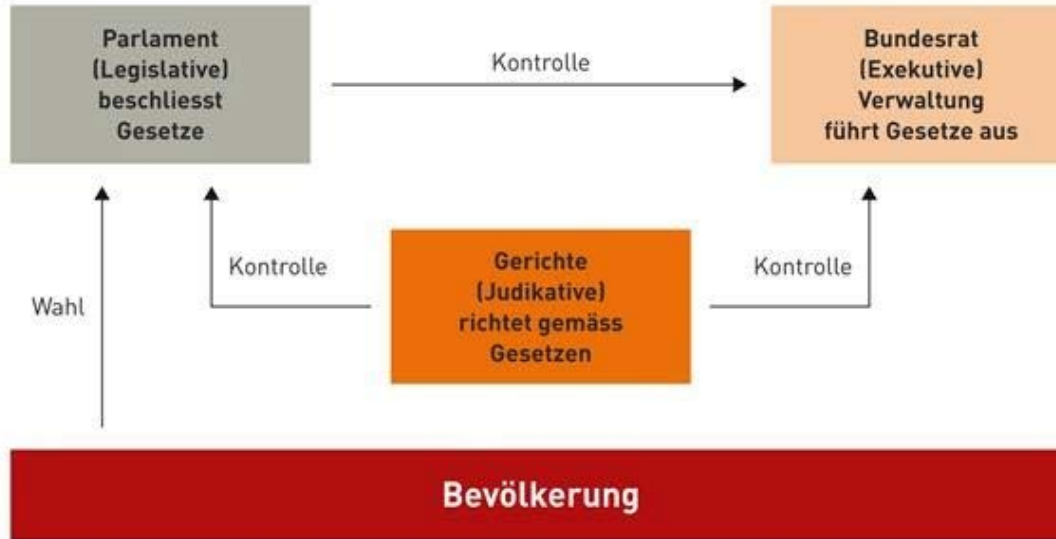 Parlament
(Legislative)
beschliesst
Gesetze
Kontrolle
Bundesrat
(Exekutive)
Verwaltung
führt Gesetze aus
Wahl
Kontrolle
Gerichte
(Judikative)
richtet gemäss
Gesetzen
Kontrolle
Bevölkerung